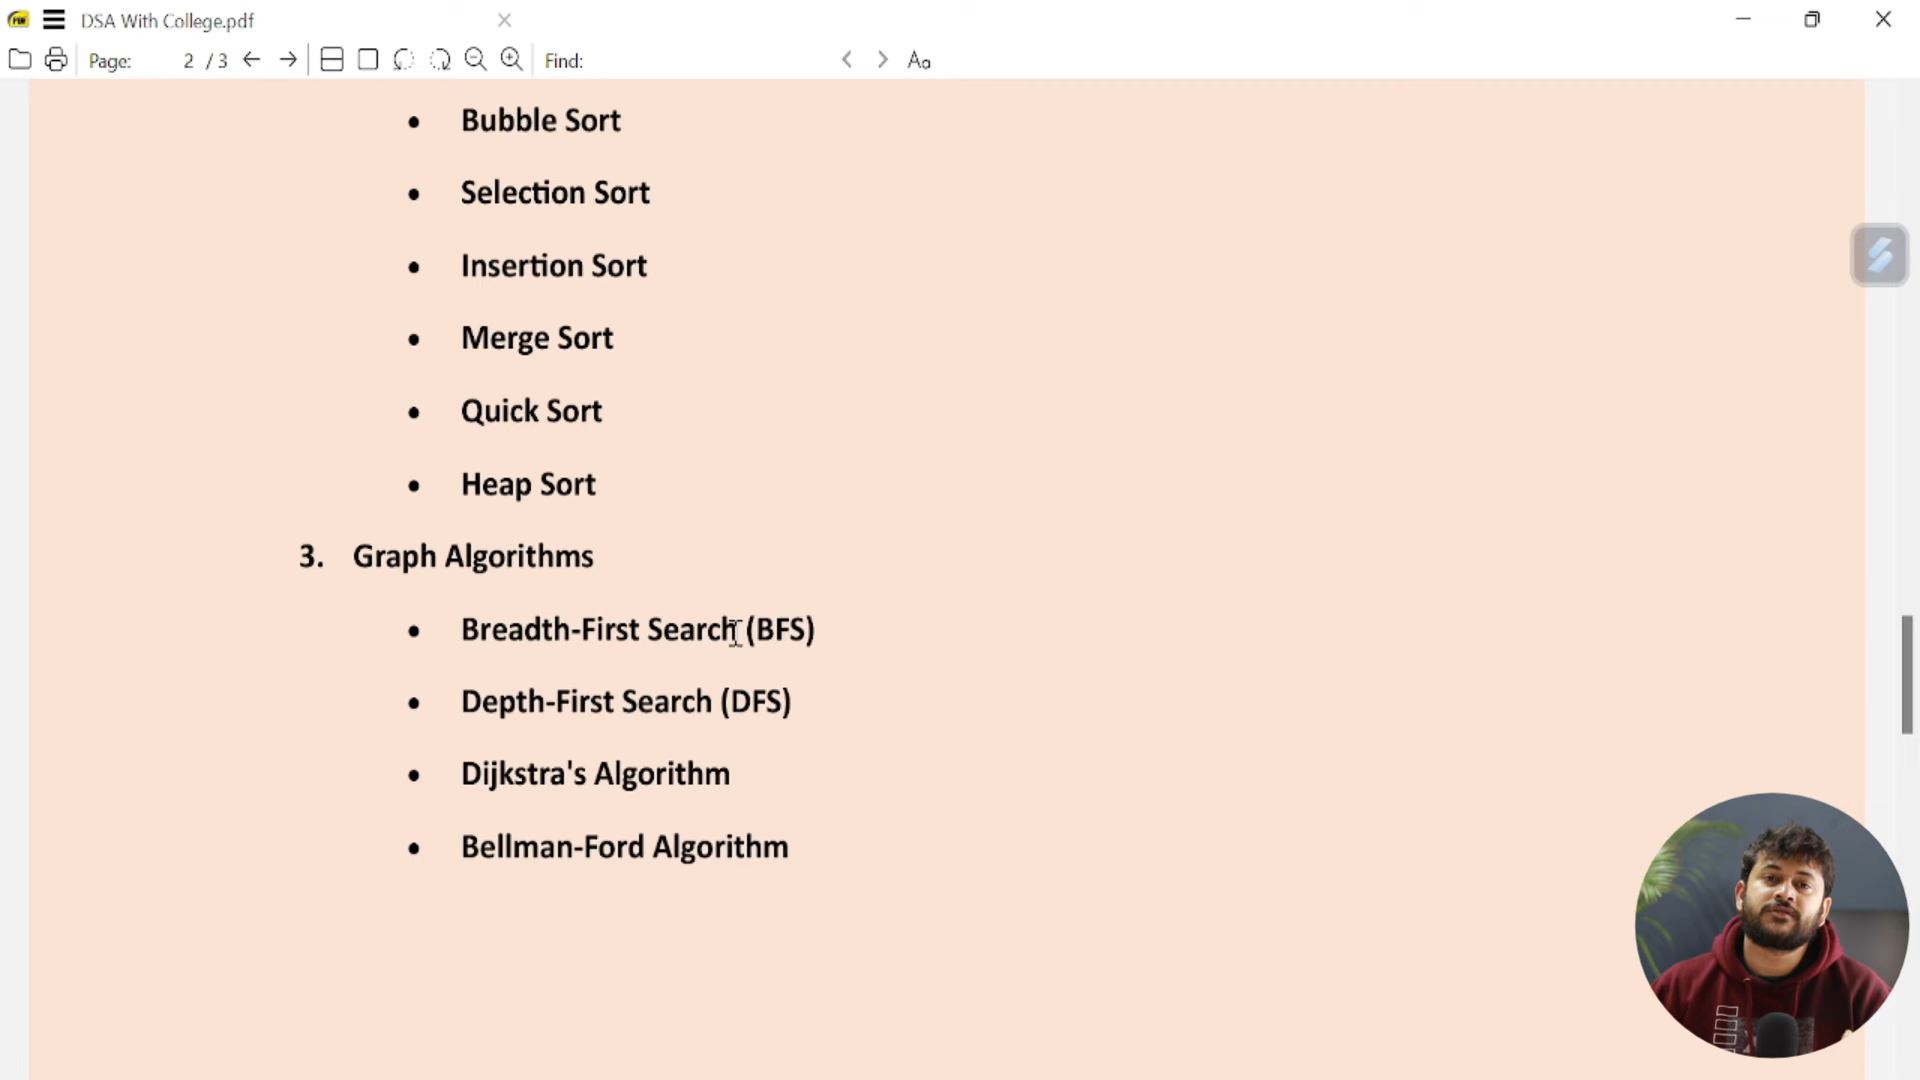 DSA With College.pdf
Page: 2 / 3 Find: Aa
• Bubble Sort
• Selection Sort
• Insertion Sort
• Merge Sort
• Quick Sort
• Heap Sort
3. Graph Algorithms
• Breadth-First Search (BFS)
• Depth-First Search (DFS)
• Dijkstra's Algorithm
• Bellman-Ford Algorithm